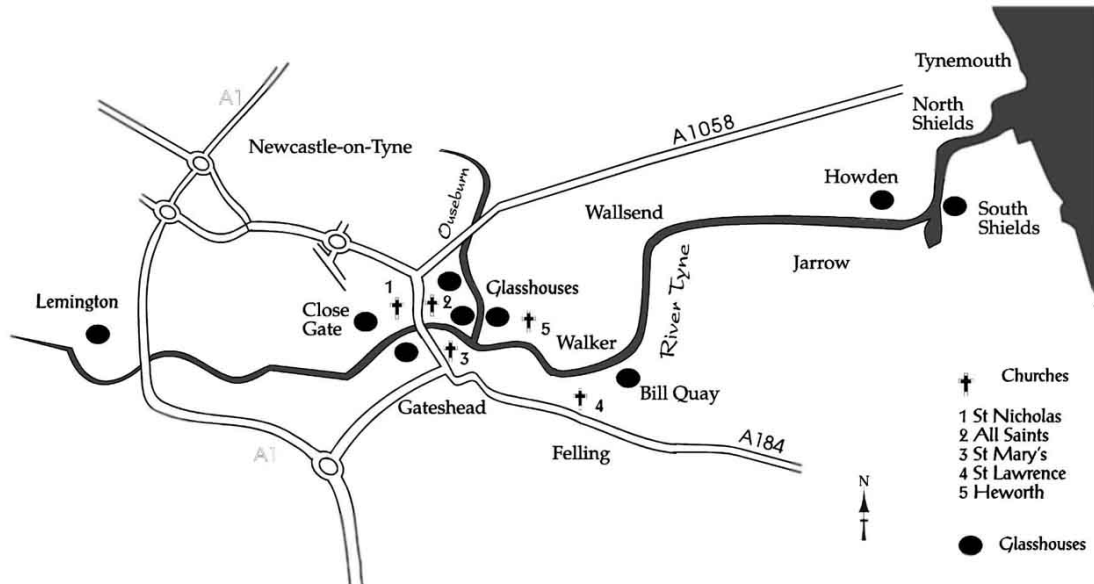 Tynemouth
A1
North
Shields
A1058
Newcastle-on-Tyne
Ouseburn
Howden
Wallsend
South
Shields
Jarrow
River Tyne
Lemington
Close
Gate
1
2
Glasshouses
5
Walker
3
Bill Quay
Gateshead
4
A184
Felling
A1
Churches
1 St Nicholas
2 All Saints
3 St Mary's
4 St Lawrence
5 Heworth
N
Glasshouses